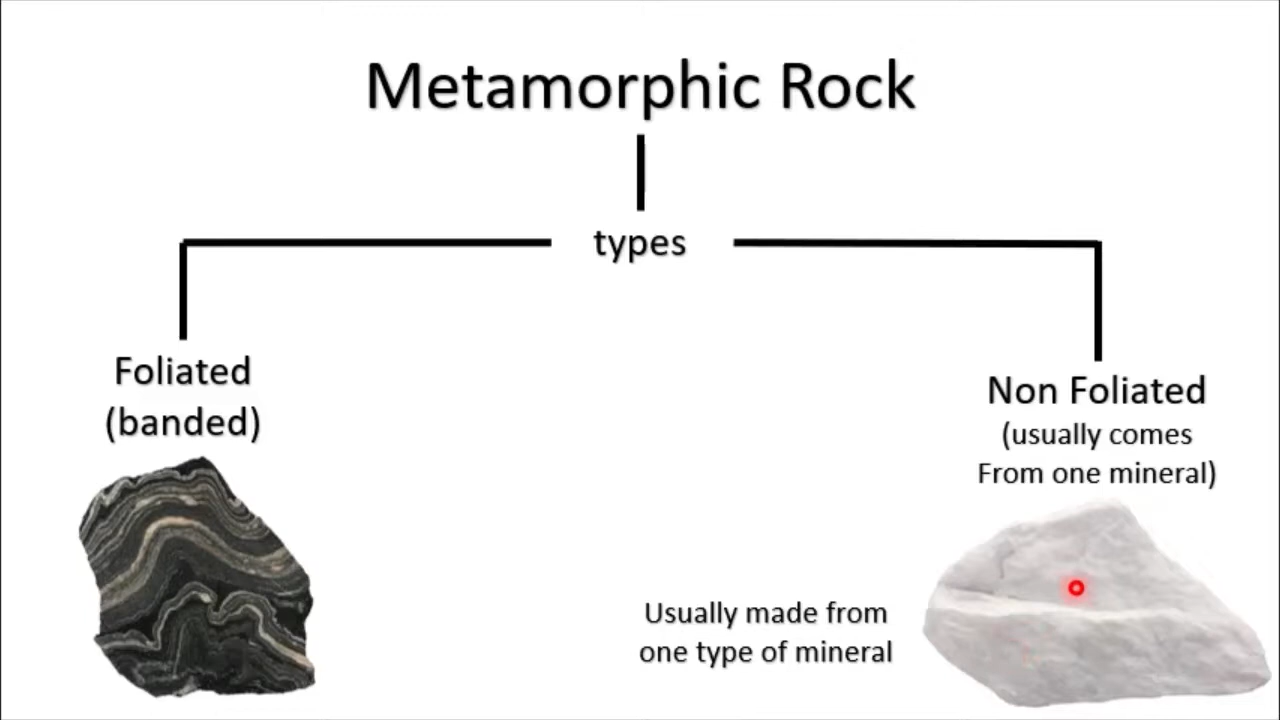 Metamorphic Rock
types
Foliated
(banded)
Non Foliated
(usually comes
From one mineral)
Usually made from
one type of mineral